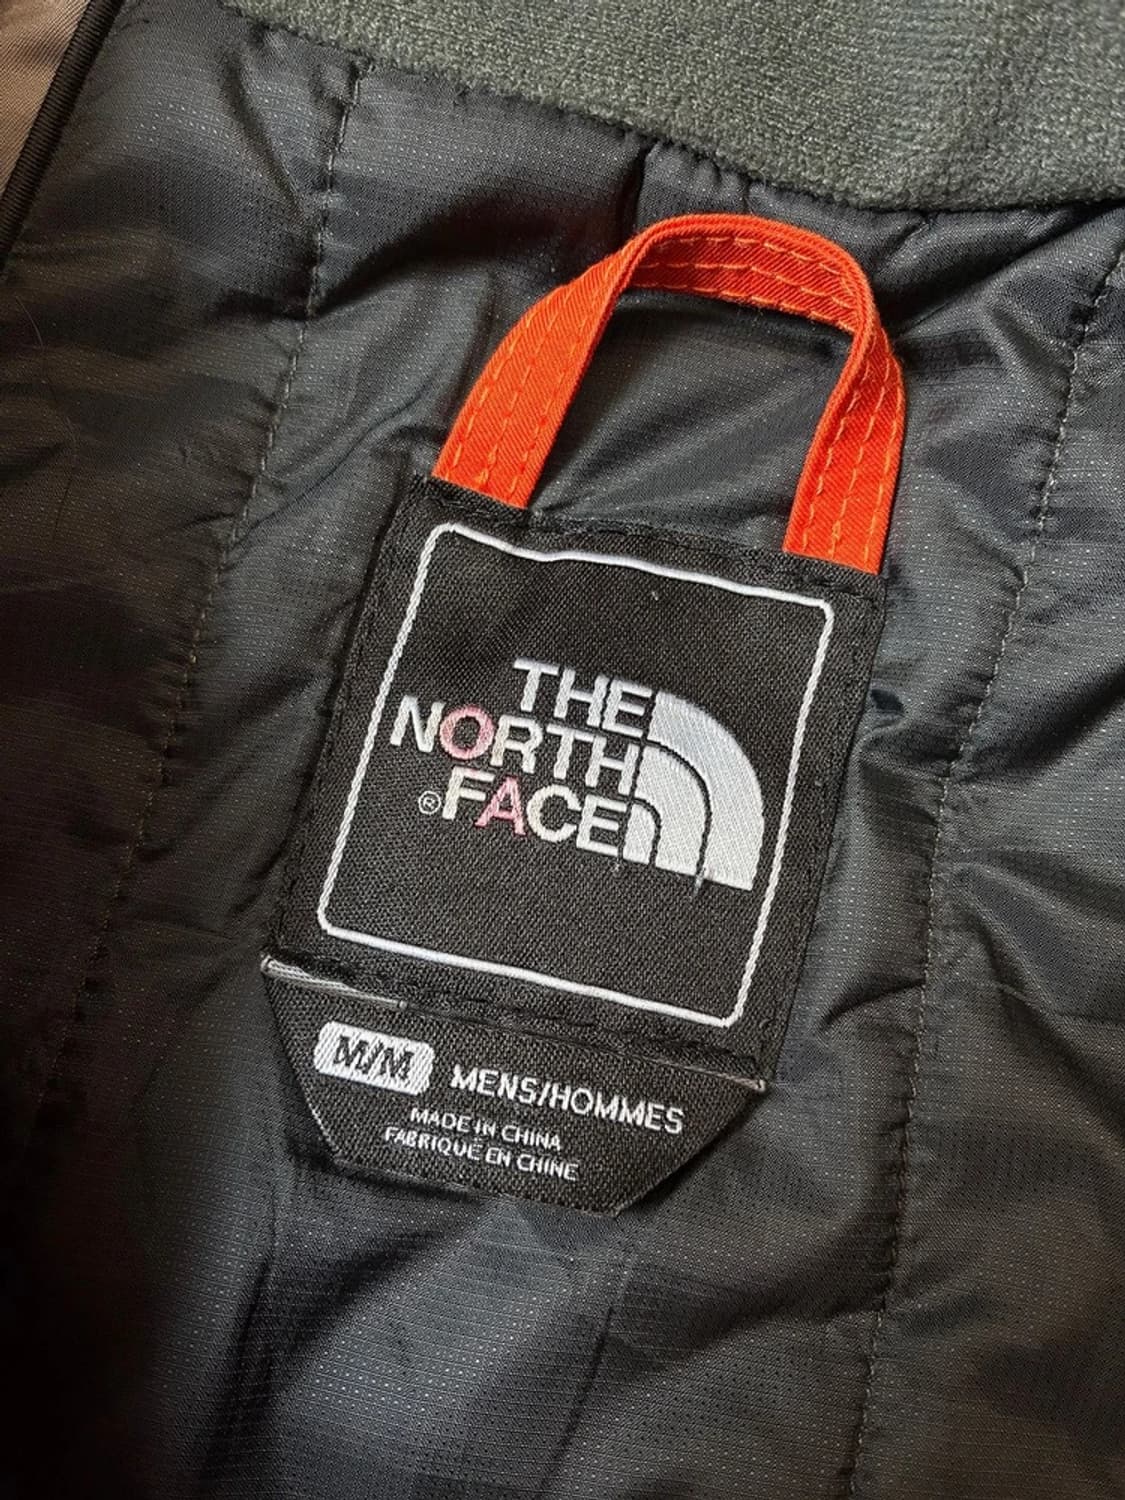 THE
NORTH
® FACE
M/M MENS/HOMMES
MADE IN CHINA
FABRIQUÉ EN CHINE